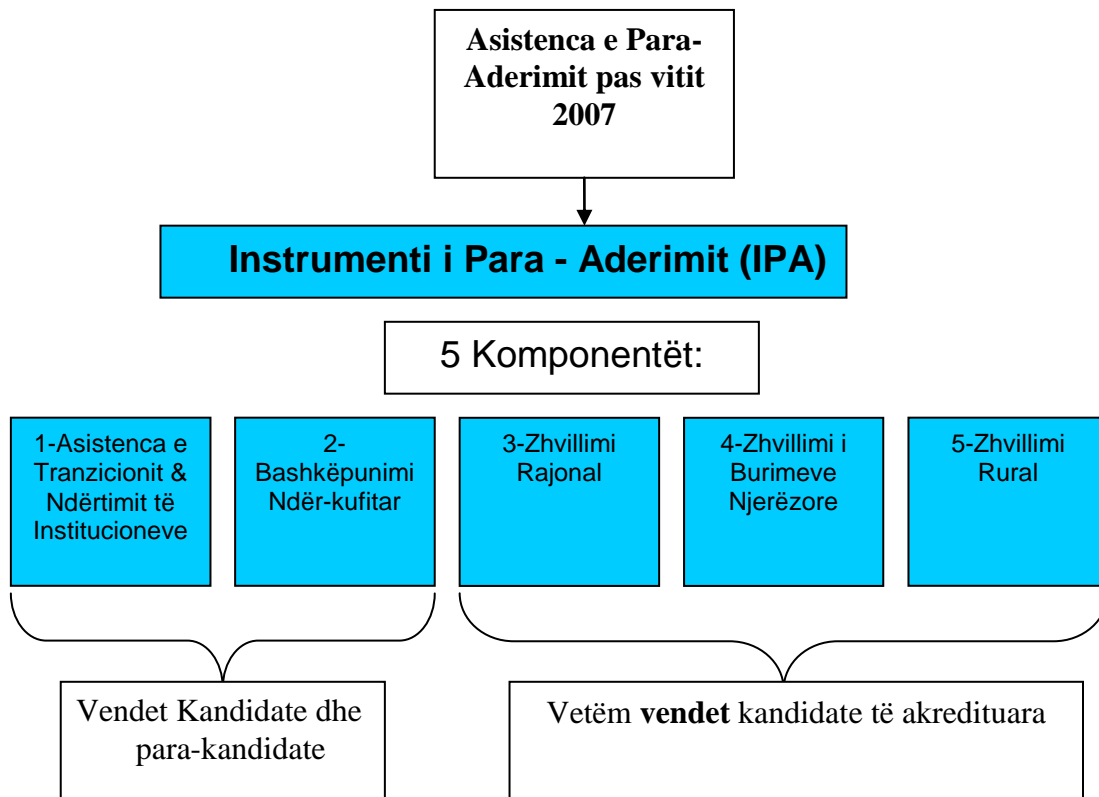 Asistenca e Para-
Aderimit pas vitit
2007
Instrumenti i Para - Aderimit (IPA)
5 Komponentët:
1-Asistenca e
Tranzicionit &
Ndërtimit të
Institucioneve
2-
Bashkëpunimi
Ndër-kufitar
3-Zhvillimi
Rajonal
4-Zhvillimi i
Burimeve
Njerëzore
5-Zhvillimi
Rural
Vendet Kandidate dhe
para-kandidate
Vetëm vendet kandidate të akredituara